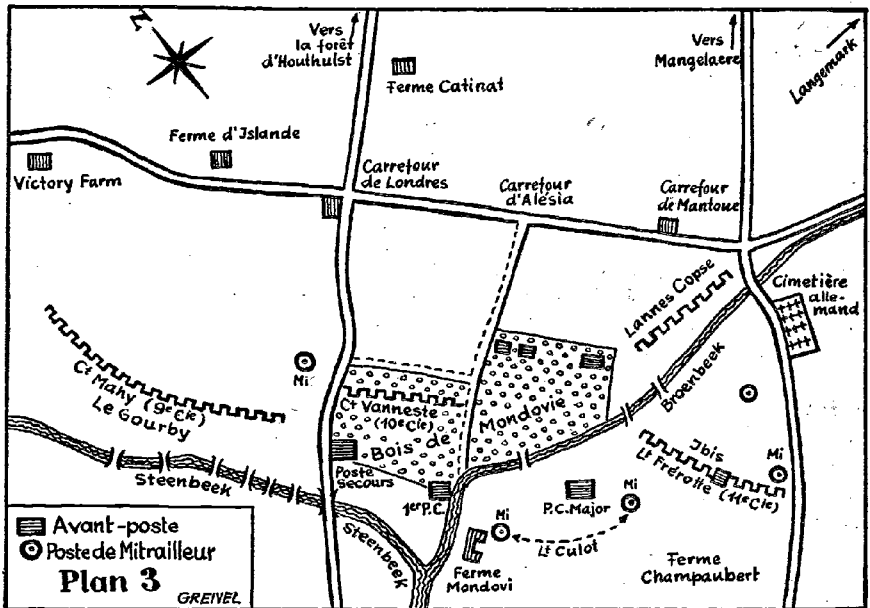 N
Vers
la forêt
d'Houthulst
Vers
Mangelaere
Langemark
Ferme Catinat
Ferme d'Islande
Victory Farm
Carrefour
de Londres
Carrefour
d'Alésia
Carrefour
de Mantoue
Cimetière
alle-
mand
Lannes Copse
Mi
Ct Mahy (9e Cie)
Le Gourby
Ct Vanneste
(10e Cie)
Bois de Mondovie
Broenbeek
Poste
Secours
Ibis
Lt Frérotte (11e Cie)
Mi
Steenbeek
Steenbeek
1er P.C.
Mi
P.C. Major
Mi
Lt Culot
Ferme
Mondovi
Ferme
Champaubert
Avant-poste
Poste de Mitrailleur
Plan 3
GREIVEL